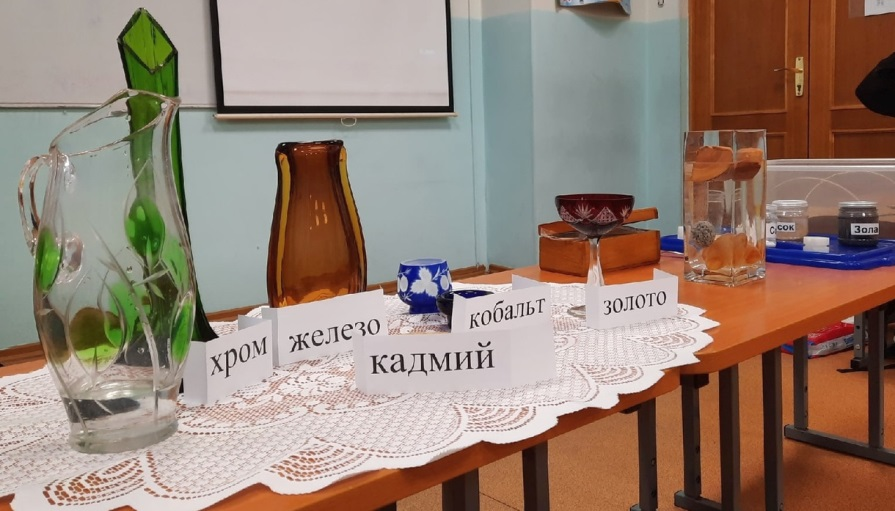 хром
железо
кадмий
кобальт
золото
сок
Зола